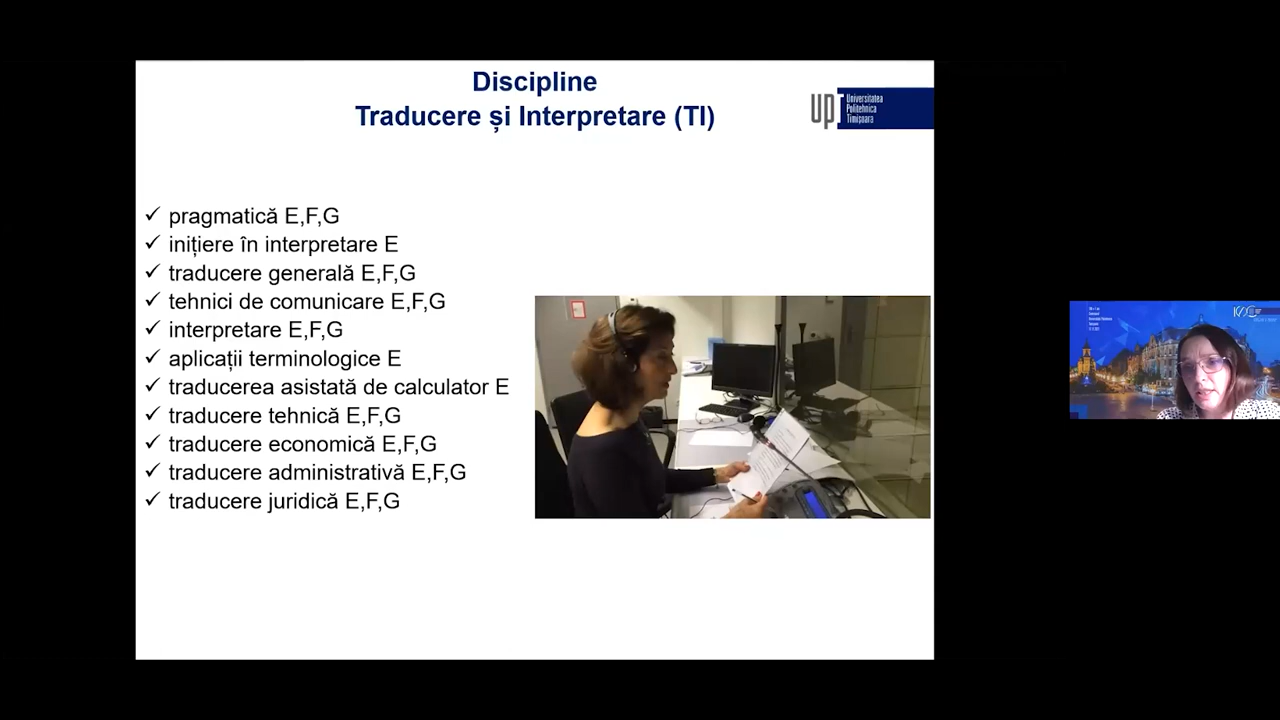 Discipline
Traducere și Interpretare (TI)
UPT
Universitatea
Politehnica
Timișoara
✓ pragmatică E,F,G
✓ inițiere în interpretare E
✓ traducere generală E,F,G
✓ tehnici de comunicare E,F,G
✓ interpretare E,F,G
✓ aplicații terminologice E
✓ traducerea asistată de calculator E
✓ traducere tehnică E,F,G
✓ traducere economică E,F,G
✓ traducere administrativă E,F,G
✓ traducere juridică E,F,G